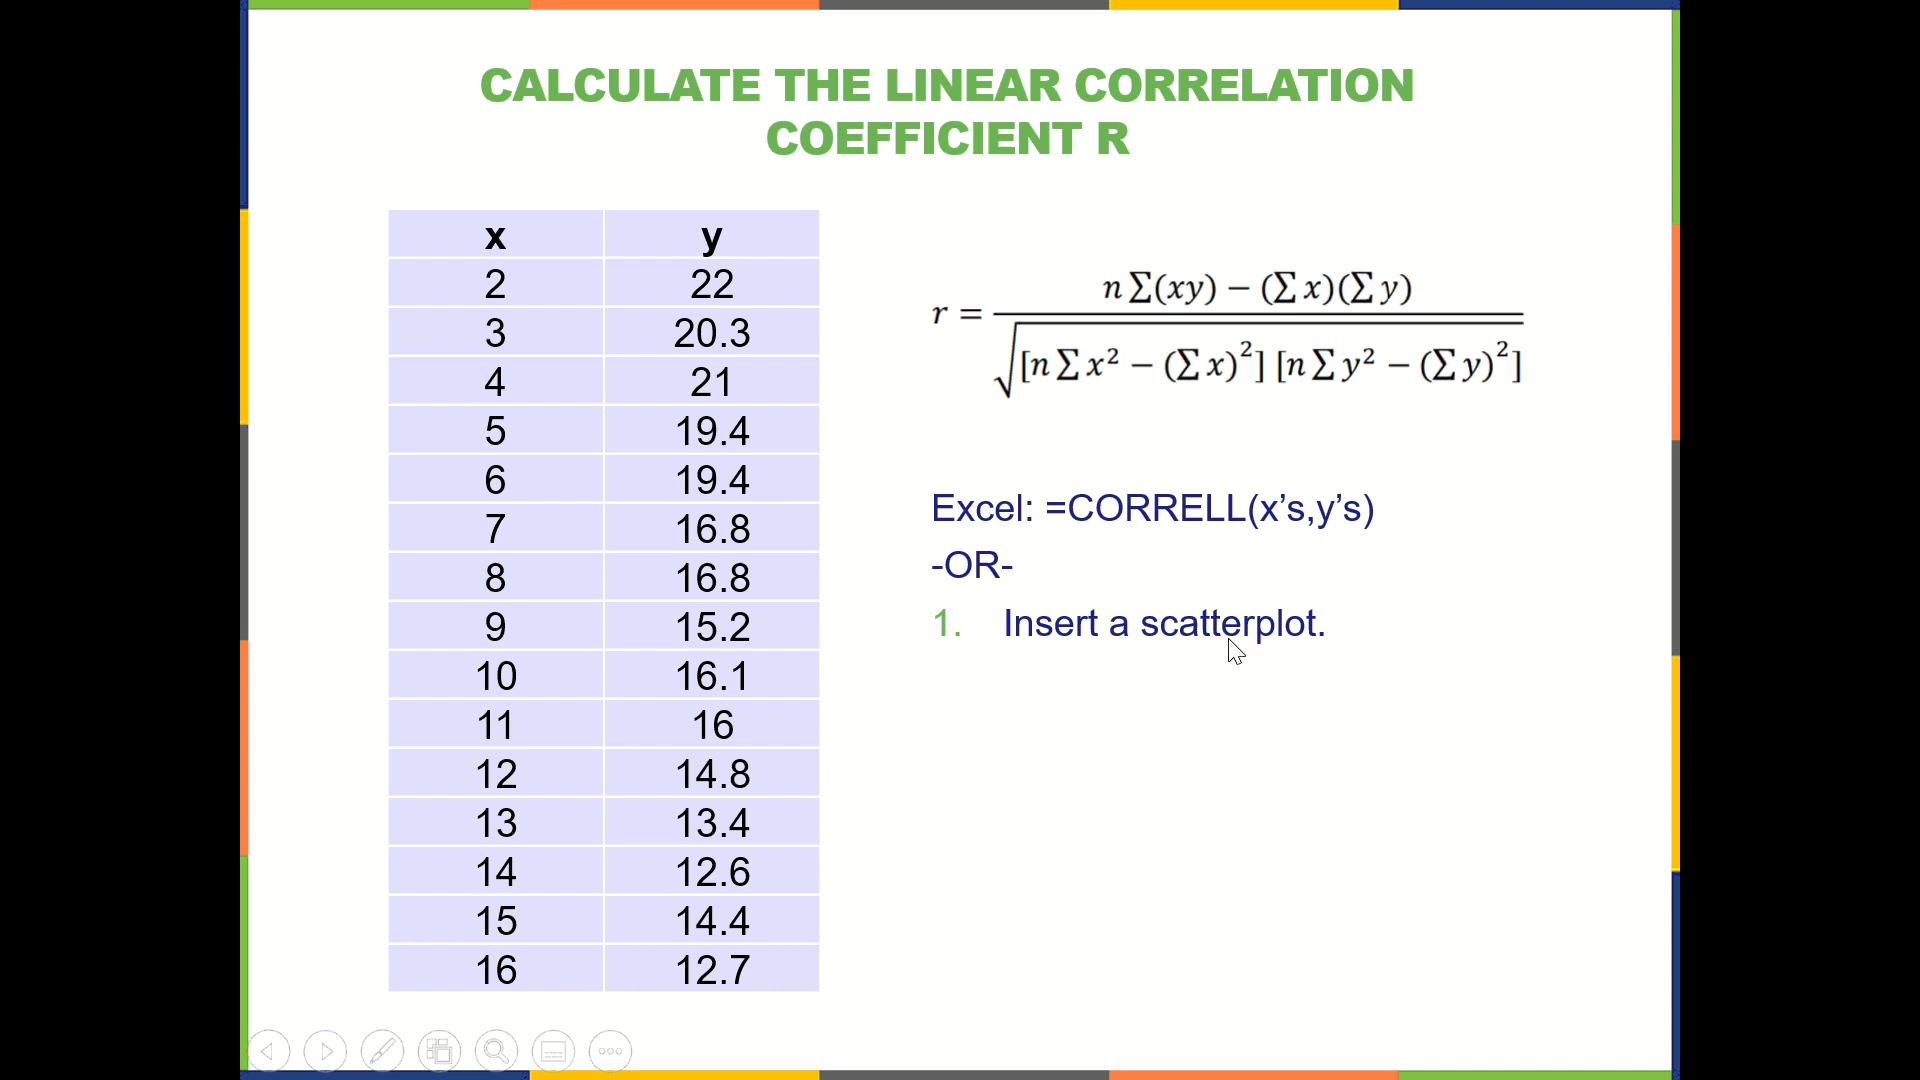 CALCULATE THE LINEAR CORRELATION
COEFFICIENT R
x y
2 22
3 20.3
4 21
5 19.4
6 19.4
7 16.8
8 16.8
9 15.2
10 16.1
11 16
12 14.8
13 13.4
14 12.6
15 14.4
16 12.7
r = n∑(xy) − (∑x)(∑y)
√[n∑x² − (∑x)²] [n∑y² − (∑y)²]
Excel: =CORRELL(x’s,y’s)
-OR-
1. Insert a scatterplot.